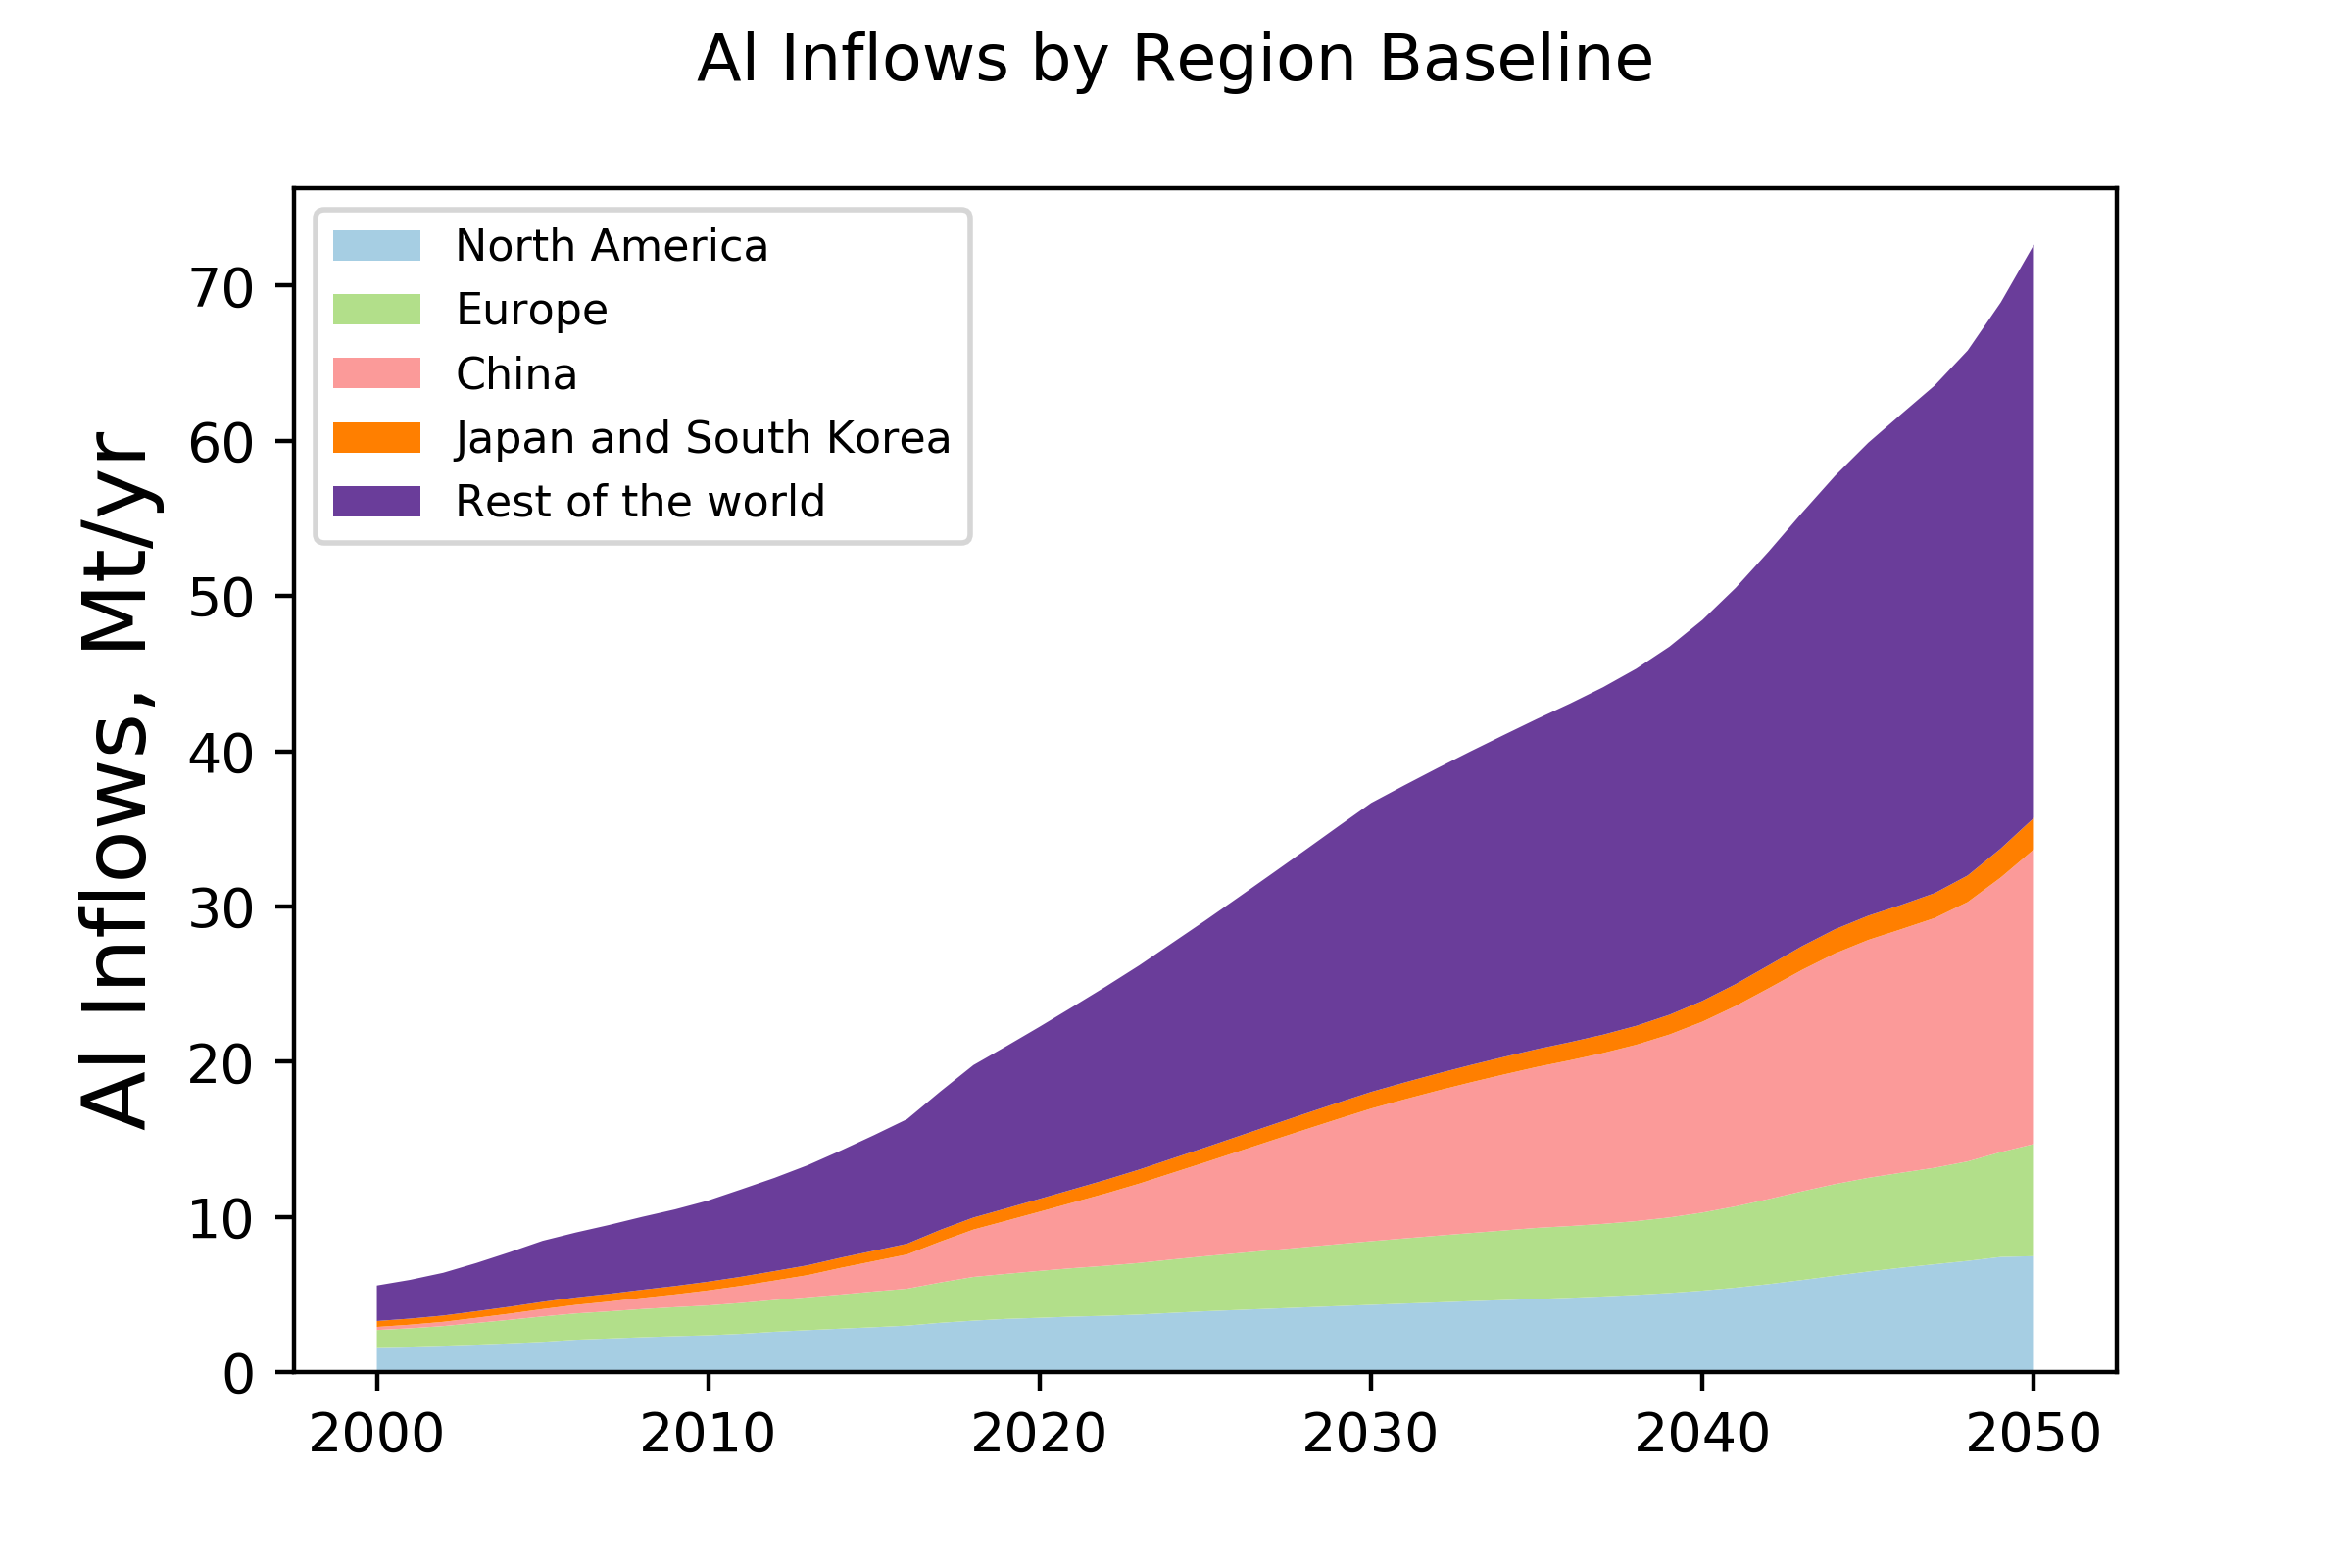 Al Inflows by Region Baseline
North America
Europe
China
Japan and South Korea
Rest of the world
Al Inflows, Mt/yr
70
60
50
40
30
20
10
0
2000 2010 2020 2030 2040 2050